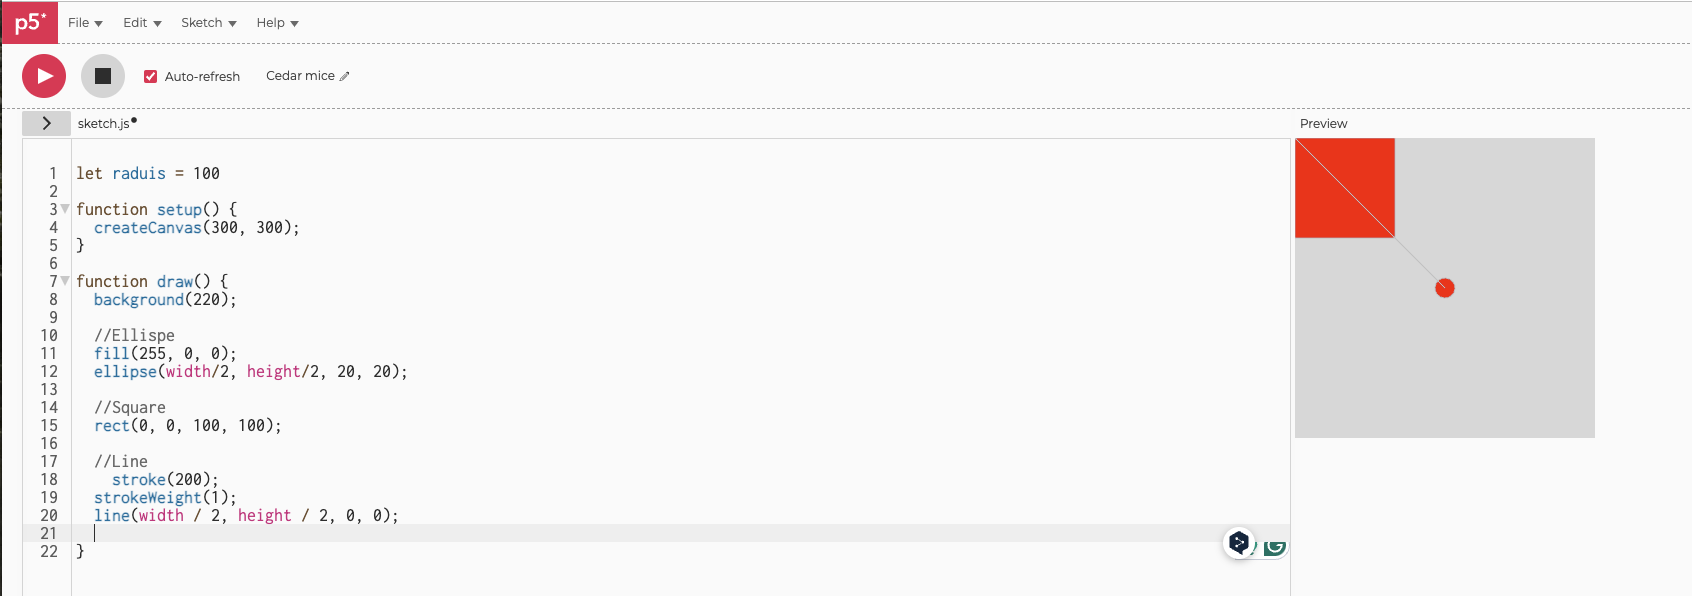 p5* File Edit Sketch Help
Auto-refresh Cedar mice
sketch.js
Preview
1 let raduis = 100
2
3 function setup() {
4 createCanvas(300, 300);
5 }
6
7 function draw() {
8 background(220);
9
10 //Ellispe
11 fill(255, 0, 0);
12 ellipse(width/2, height/2, 20, 20);
13
14 //Square
15 rect(0, 0, 100, 100);
16
17 //Line
18 stroke(200);
19 strokeWeight(1);
20 line(width / 2, height / 2, 0, 0);
21
22 }